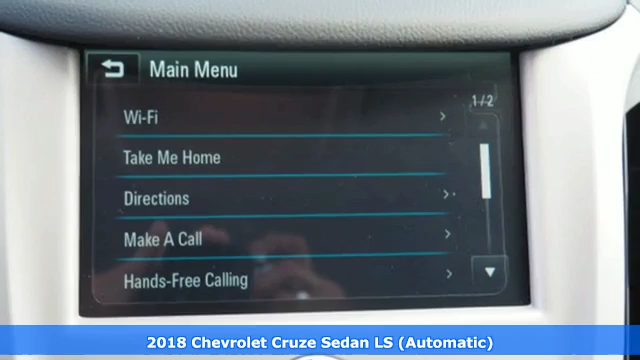 Main Menu
1/2
Wi-Fi
Take Me Home
Directions
Make A Call
Hands-Free Calling
2018 Chevrolet Cruze Sedan LS (Automatic)